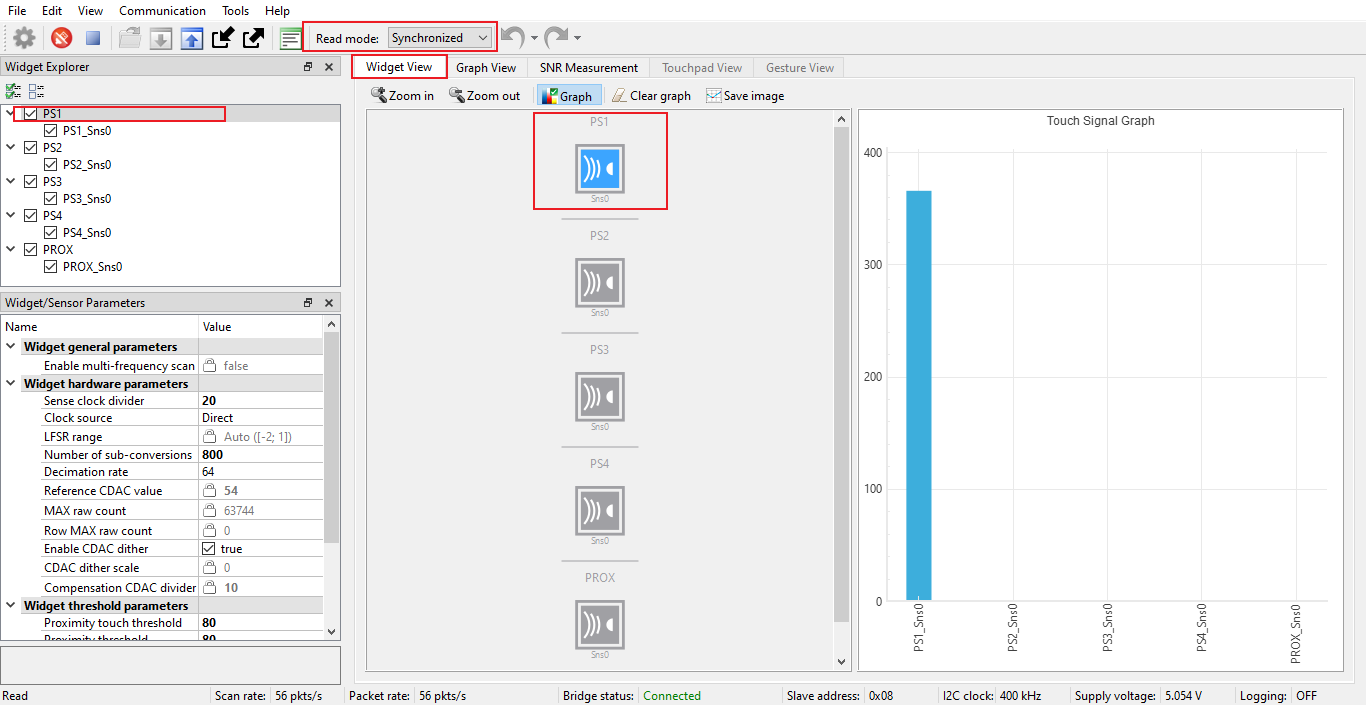 File Edit View Communication Tools Help
Read mode: Synchronized
Widget Explorer
PS1
PS1_Sns0
PS2
PS2_Sns0
PS3
PS3_Sns0
PS4
PS4_Sns0
PROX
PROX_Sns0
Widget/Sensor Parameters
Name Value
Widget general parameters
Enable multi-frequency scan false
Widget hardware parameters
Sense clock divider 20
Clock source Direct
LFSR range Auto ([-2; 1])
Number of sub-conversions 800
Decimation rate 64
Reference CDAC value 54
MAX raw count 63744
Row MAX raw count 0
Enable CDAC dither true
CDAC dither scale 0
Compensation CDAC divider 10
Widget threshold parameters
Proximity touch threshold 80
Proximity threshold 80
Widget View Graph View SNR Measurement Touchpad View Gesture View
Zoom in Zoom out Graph Clear graph Save image
PS1
Sns0
PS2
Sns0
PS3
Sns0
PS4
Sns0
PROX
Sns0
Touch Signal Graph
400
300
200
100
0
PS1_Sns0 PS2_Sns0 PS3_Sns0 PS4_Sns0 PROX_Sns0
Read Scan rate: 56 pkts/s Packet rate: 56 pkts/s Bridge status: Connected Slave address: 0x08 I2C clock: 400 kHz Supply voltage: 5.054 V Logging: OFF